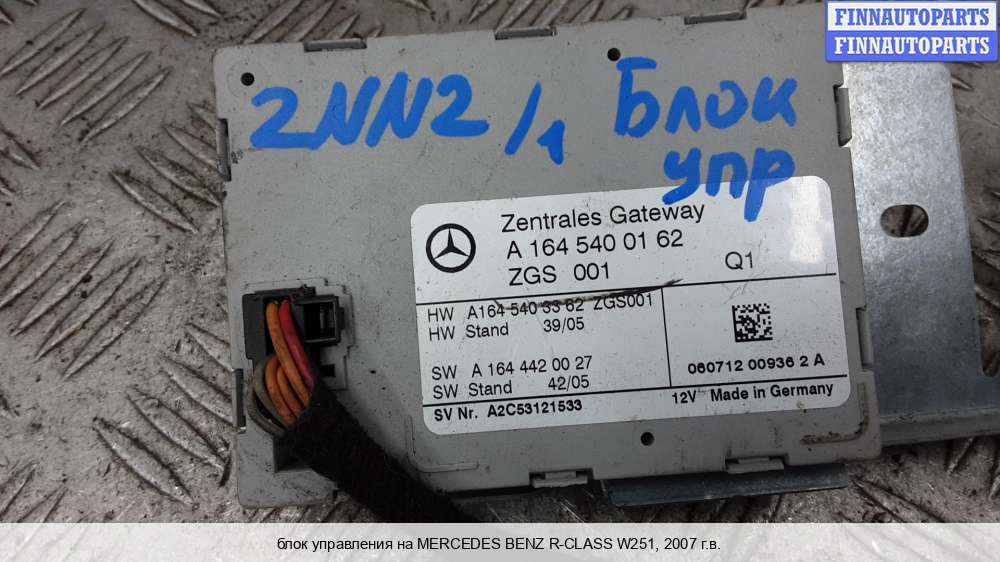 FINNAUTOPARTS
FINNAUTOPARTS
2NN2/1 Блок
упр
Zentrales Gateway
A 164 540 01 62
ZGS 001 Q1
HW A164 540 33 62 ZGS001
HW Stand 39/05
SW A 164 442 00 27
SW Stand 42/05
060712 00936 2 A
SV Nr. A2C53121533
12V Made in Germany
блок управления на MERCEDES BENZ R-CLASS W251, 2007 г.в.